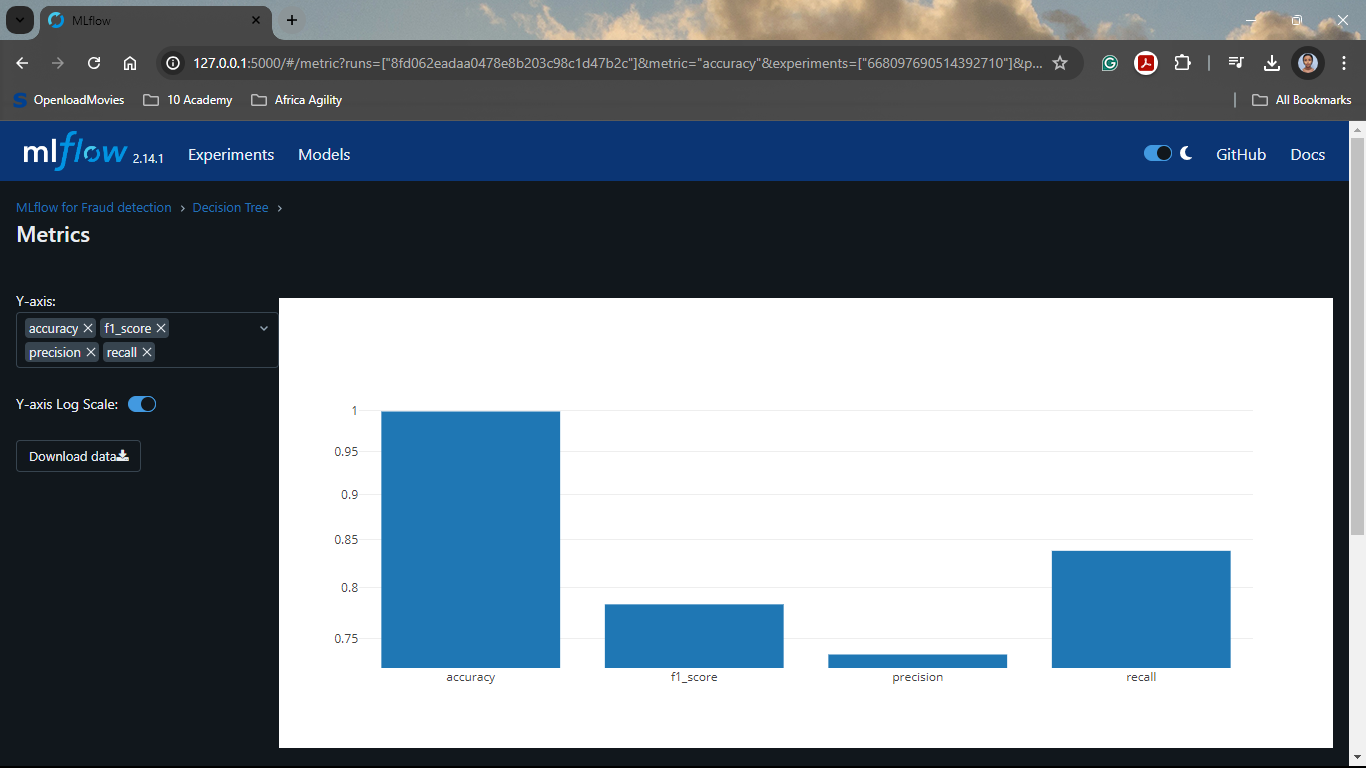 MLflow
127.0.0.1:5000/#/metric?runs=["8fd062eadaa0478e8b203c98c1d47b2c"]&metric="accuracy"&experiments=["668097690514392710"]&p...
OpenloadMovies 10 Academy Africa Agility All Bookmarks
mlflow 2.14.1 Experiments Models GitHub Docs
MLflow for Fraud detection › Decision Tree ›
Metrics
Y-axis:
accuracy f1_score
precision recall
Y-axis Log Scale:
Download data
1
0.95
0.9
0.85
0.8
0.75
accuracy f1_score precision recall